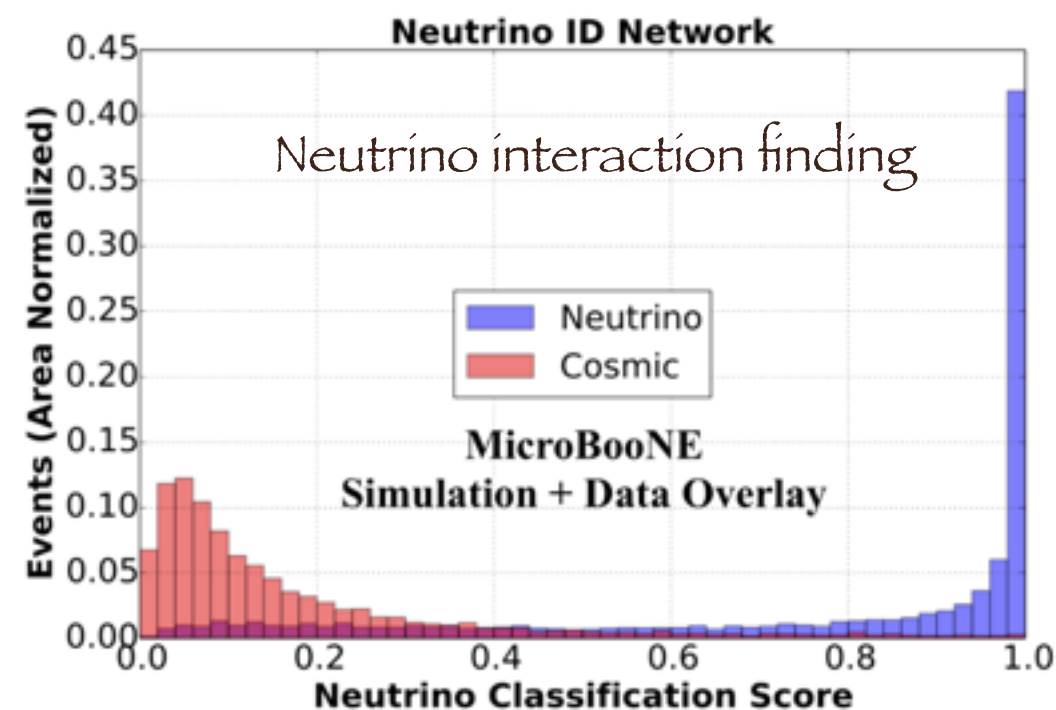 Neutrino ID Network
0.45
0.40
0.35
0.30
0.25
0.20
0.15
0.10
0.05
0.00
Events (Area Normalized)
Neutrino interaction finding
Neutrino
Cosmic
MicroBooNE
Simulation + Data Overlay
0.0 0.2 0.4 0.6 0.8 1.0
Neutrino Classification Score